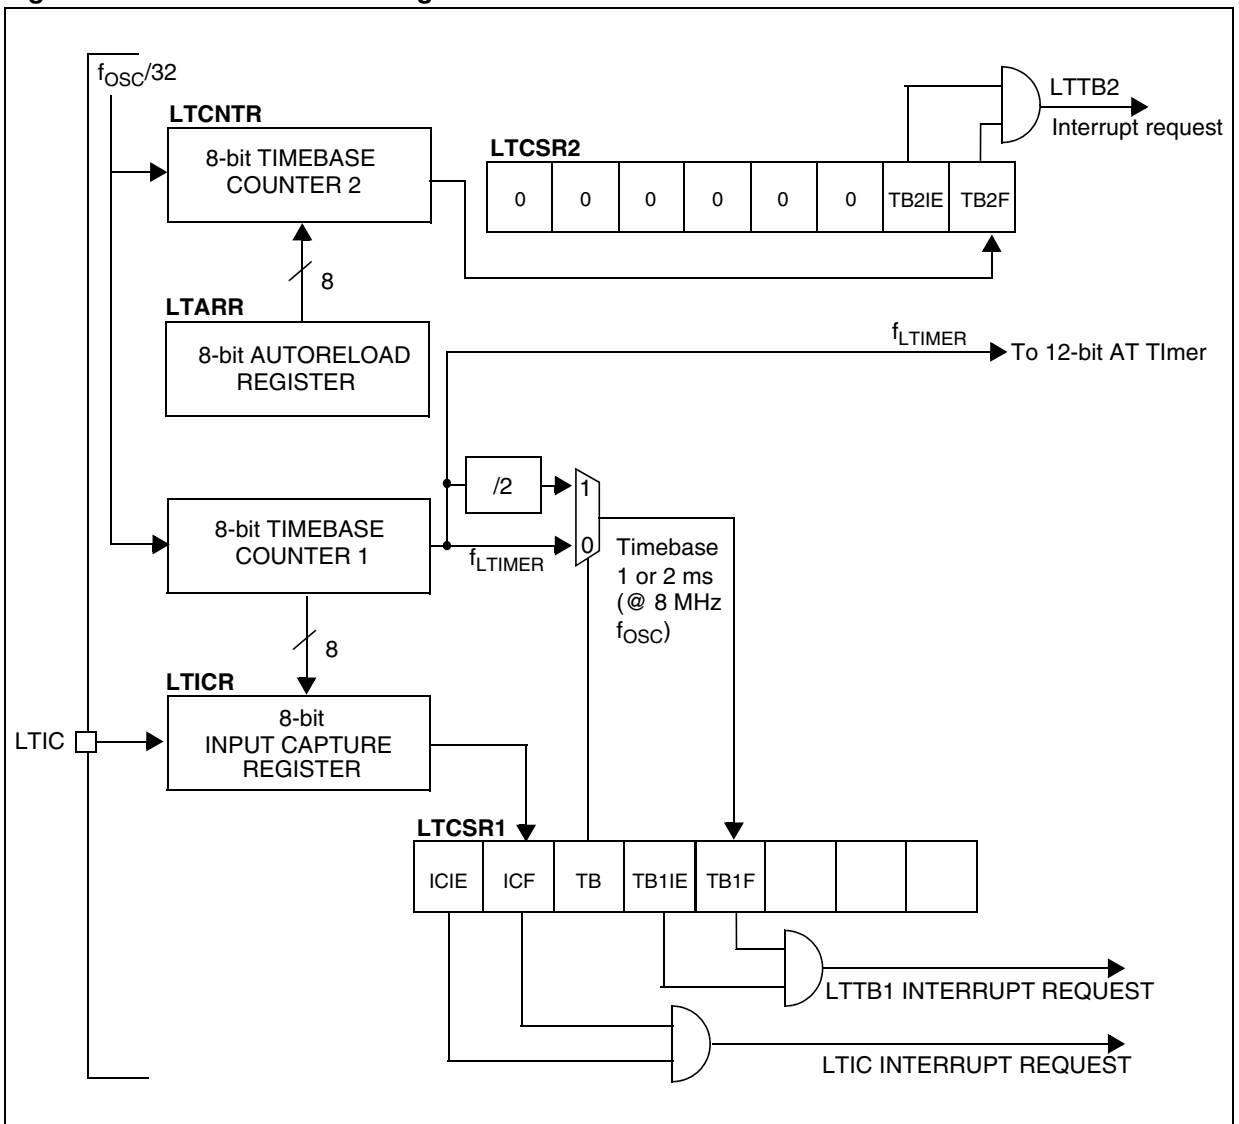 fOSC/32
LTCNTR
8-bit TIMEBASE
COUNTER 2
LTTB2
Interrupt request
LTCSR2
0 0 0 0 0 0 TB2IE TB2F
8
LTARR
8-bit AUTORELOAD
REGISTER
fLTIMER
To 12-bit AT TImer
/2
1
8-bit TIMEBASE
COUNTER 1
fLTIMER
0
Timebase
1 or 2 ms
(@ 8 MHz
fOSC)
8
LTICR
LTIC
8-bit
INPUT CAPTURE
REGISTER
LTCSR1
ICIE ICF TB TB1IE TB1F
LTTB1 INTERRUPT REQUEST
LTIC INTERRUPT REQUEST